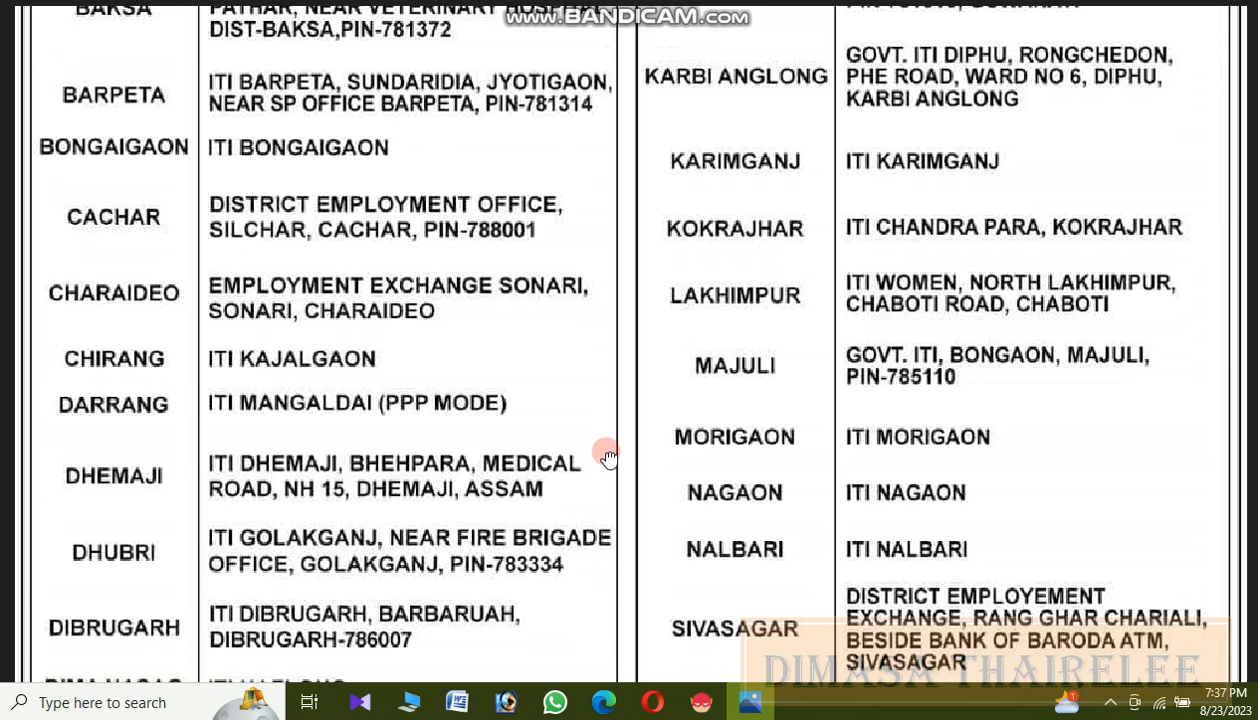 www.BANDICAM.com
BAKSA
PATHAR, NEAR VETERINARY HOSPITAL
DIST-BAKSA,PIN-781372
BARPETA
ITI BARPETA, SUNDARIDIA, JYOTIGAON,
NEAR SP OFFICE BARPETA, PIN-781314
BONGAIGAON
ITI BONGAIGAON
CACHAR
DISTRICT EMPLOYMENT OFFICE,
SILCHAR, CACHAR, PIN-788001
CHARAIDEO
EMPLOYMENT EXCHANGE SONARI,
SONARI, CHARAIDEO
CHIRANG
ITI KAJALGAON
DARRANG
ITI MANGALDAI (PPP MODE)
DHEMAJI
ITI DHEMAJI, BHEHPARA, MEDICAL
ROAD, NH 15, DHEMAJI, ASSAM
DHUBRI
ITI GOLAKGANJ, NEAR FIRE BRIGADE
OFFICE, GOLAKGANJ, PIN-783334
DIBRUGARH
ITI DIBRUGARH, BARBARUAH,
DIBRUGARH-786007
KARBI ANGLONG
GOVT. ITI DIPHU, RONGCHEDON,
PHE ROAD, WARD NO 6, DIPHU,
KARBI ANGLONG
KARIMGANJ
ITI KARIMGANJ
KOKRAJHAR
ITI CHANDRA PARA, KOKRAJHAR
LAKHIMPUR
ITI WOMEN, NORTH LAKHIMPUR,
CHABOTI ROAD, CHABOTI
MAJULI
GOVT. ITI, BONGAON, MAJULI,
PIN-785110
MORIGAON
ITI MORIGAON
NAGAON
ITI NAGAON
NALBARI
ITI NALBARI
SIVASAGAR
DISTRICT EMPLOYEMENT
EXCHANGE, RANG GHAR CHARIALI,
BESIDE BANK OF BARODA ATM,
SIVASAGAR
DIMASA THAIRELEE
Type here to search
1
7:37 PM
8/23/2023